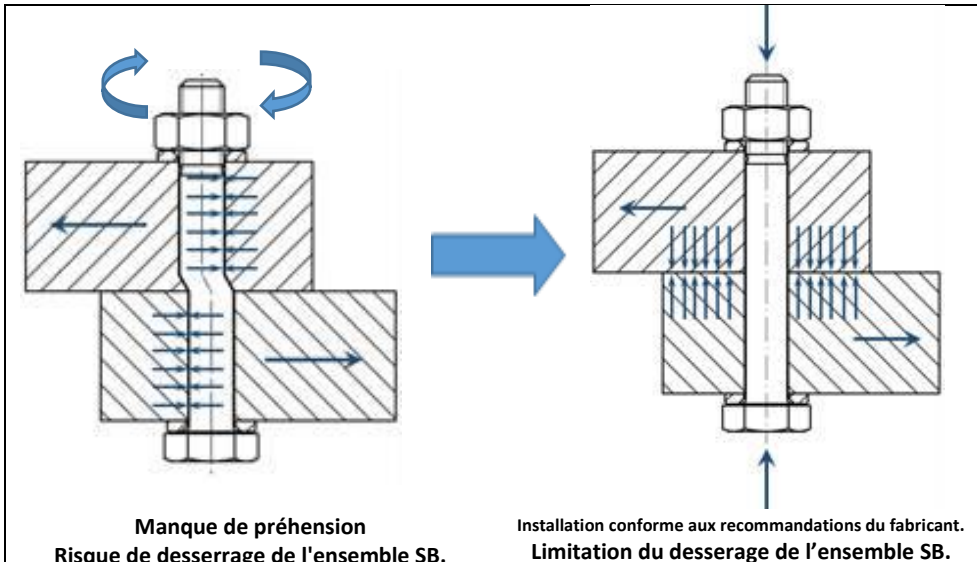 Manque de préhension
Risque de desserrage de l'ensemble SB.
Installation conforme aux recommandations du fabricant.
Limitation du desserage de l'ensemble SB.